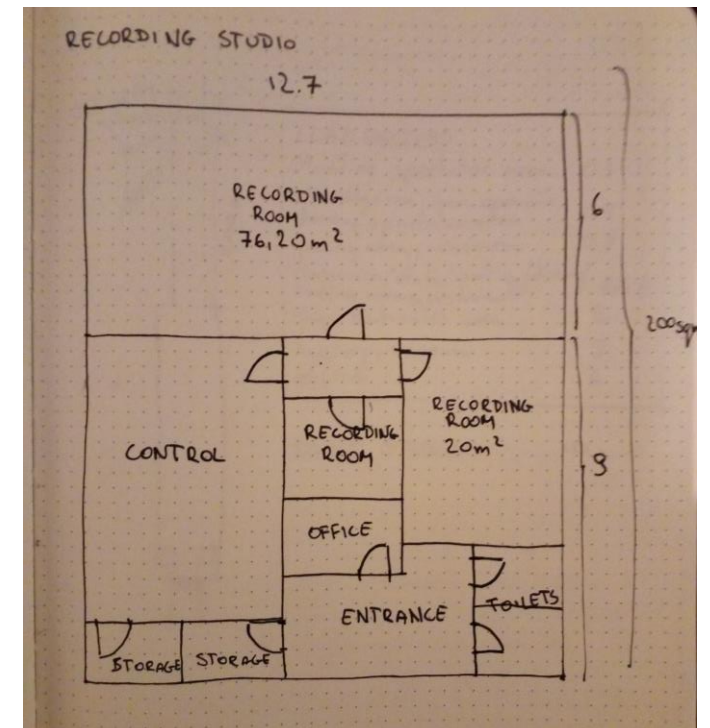 RECORDING STUDIO
12.7
RECORDING
ROOM
76,20m²
6
200sqm
RECORDING
ROOM
20m²
RECORDING
ROOM
CONTROL
9
OFFICE
ENTRANCE
TOILETS
STORAGE
STORAGE